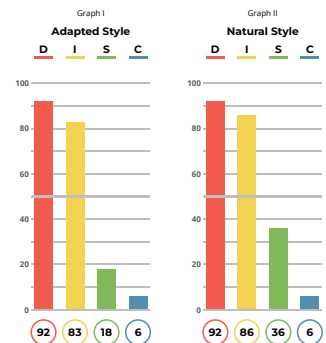 Graph I
Adapted Style
D I S C
100
80
60
40
20
0
92 83 18 6
Graph II
Natural Style
D I S C
100
80
60
40
20
0
92 86 36 6